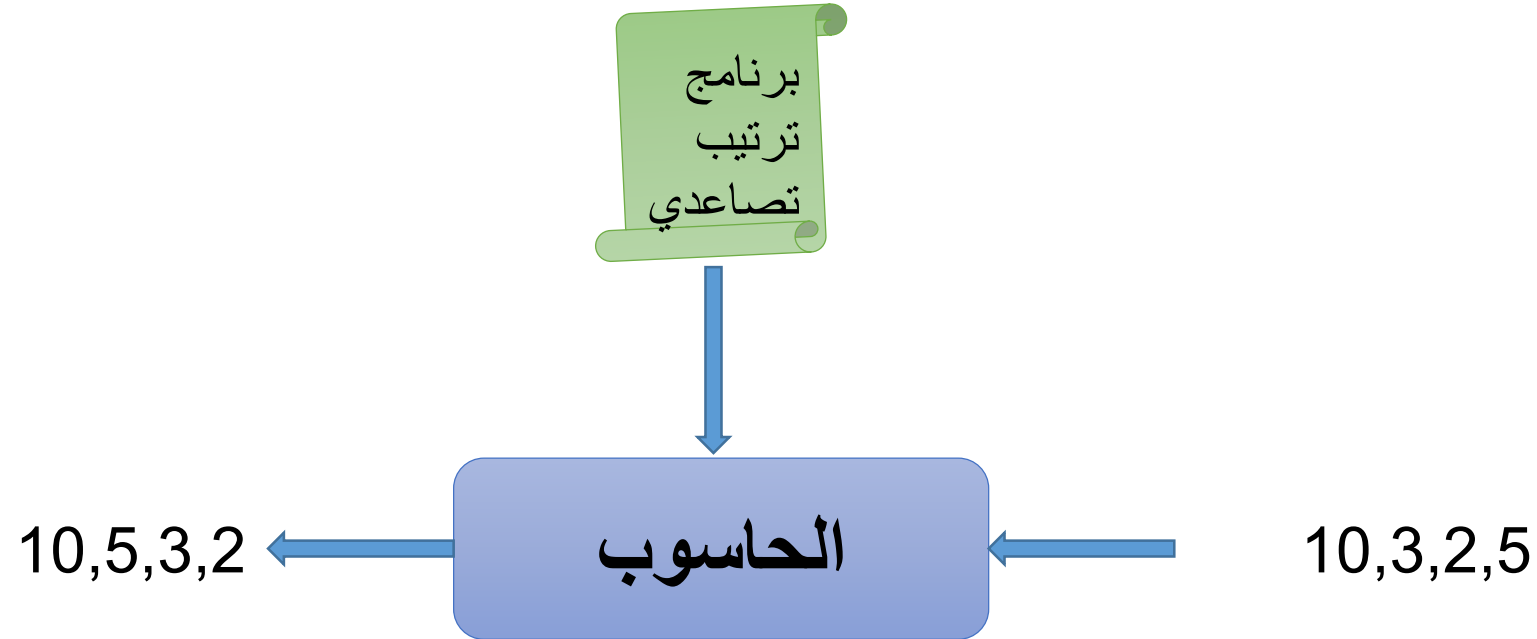 برنامج
ترتيب
تصاعدي
10,3,2,5
الحاسوب
10,5,3,2